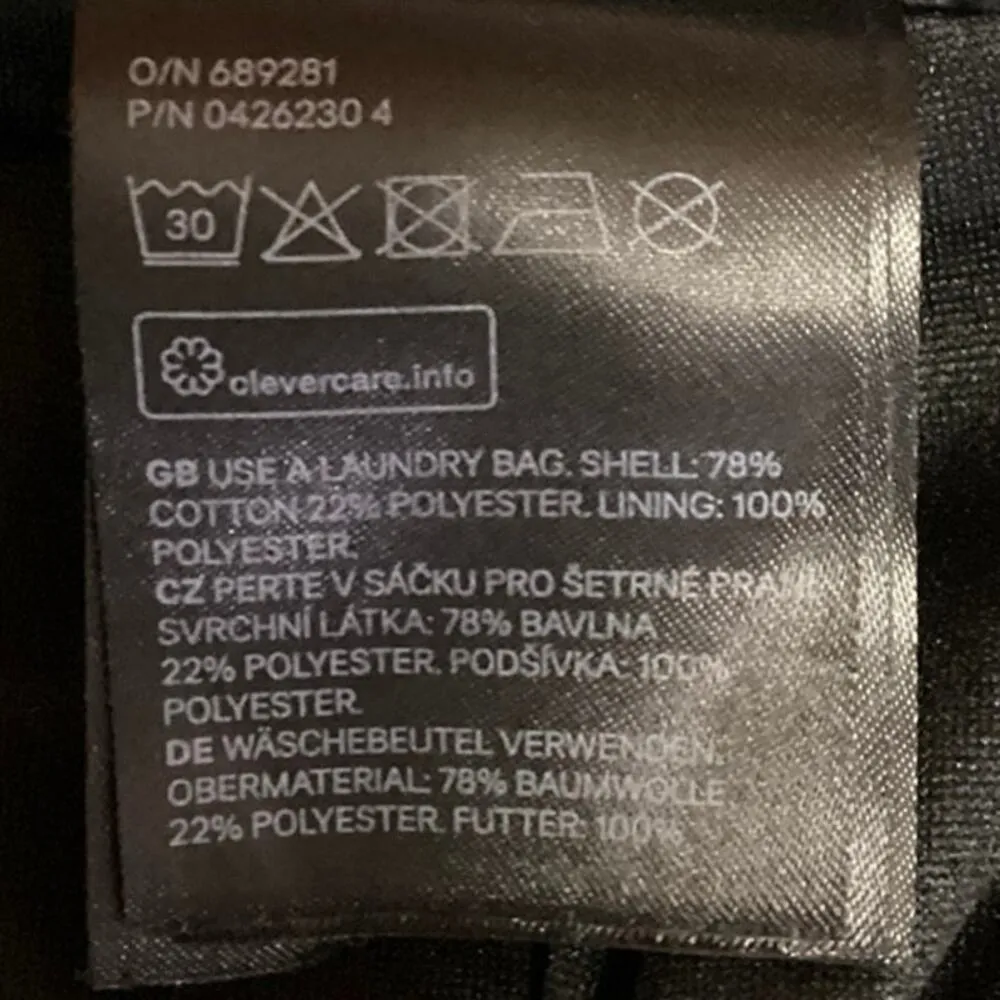 O/N 689281
P/N 0426230 4
30
clevercare.info
GB USE A LAUNDRY BAG. SHELL: 78%
COTTON 22% POLYESTER. LINING: 100%
POLYESTER.
CZ PERTE V SÁČKU PRO ŠETRNÉ PRANÍ.
SVRCHNÍ LÁTKA: 78% BAVLNA
22% POLYESTER. PODŠÍVKA: 100%
POLYESTER.
DE WÄSCHEBEUTEL VERWENDEN.
OBERMATERIAL: 78% BAUMWOLLE
22% POLYESTER. FUTTER: 100%